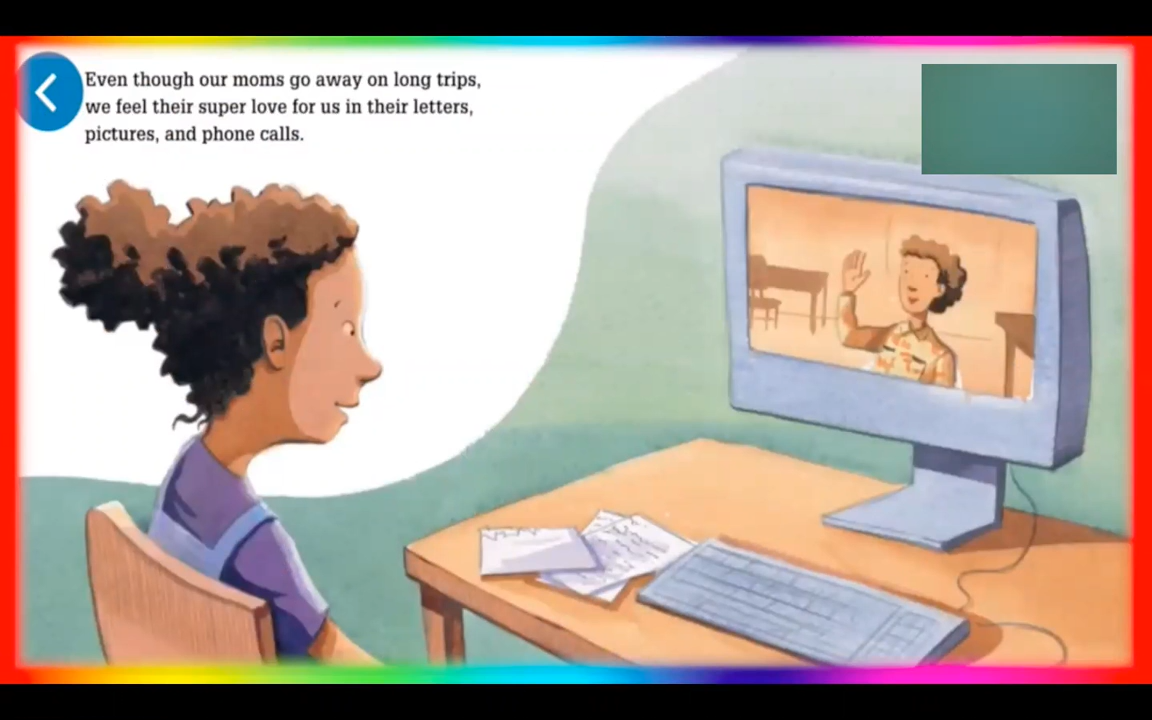 Even though our moms go away on long trips,
we feel their super love for us in their letters,
pictures, and phone calls.